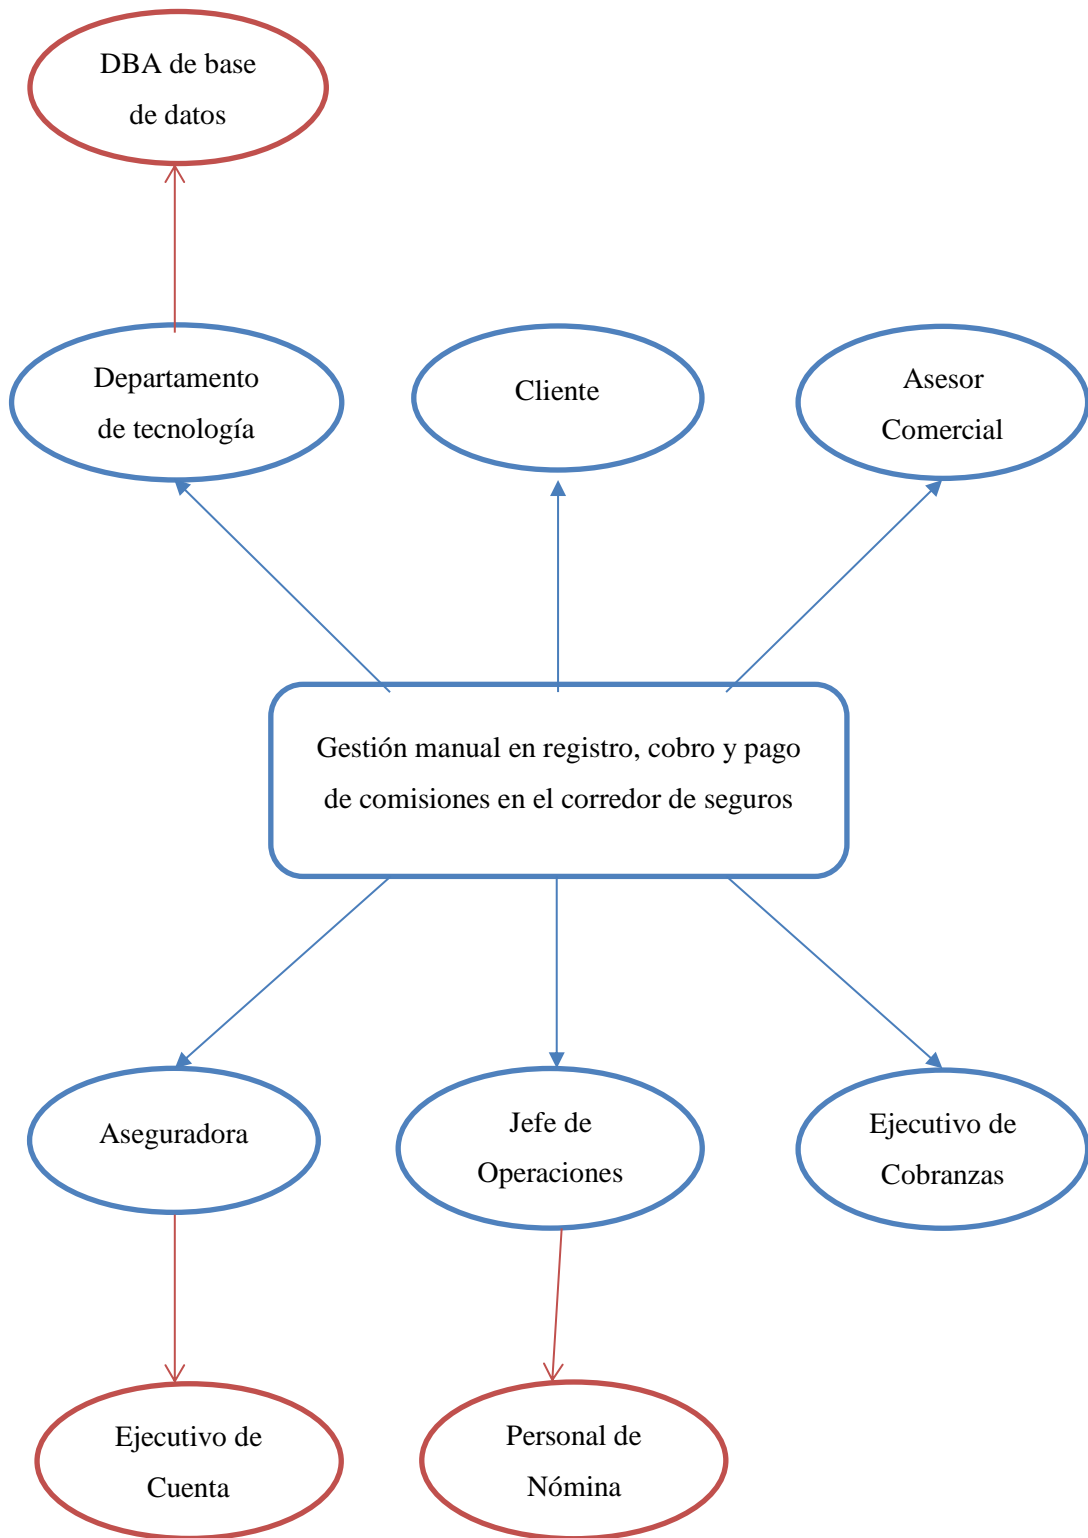 DBA de base
de datos
Departamento
de tecnología
Cliente
Asesor
Comercial
Gestión manual en registro, cobro y pago
de comisiones en el corredor de seguros
Aseguradora
Jefe de
Operaciones
Ejecutivo de
Cobranzas
Ejecutivo de
Cuenta
Personal de
Nómina